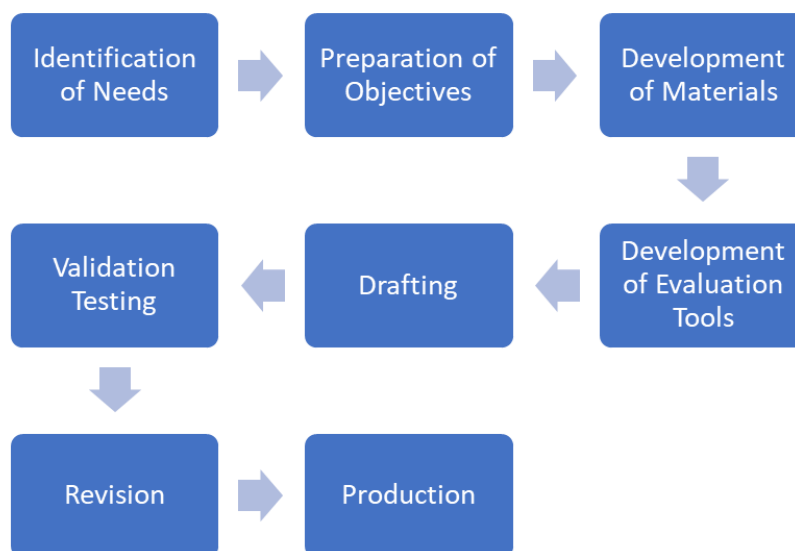 Identification
of Needs
Preparation of
Objectives
Development
of Materials
Development
of Evaluation
Tools
Drafting
Validation
Testing
Revision
Production